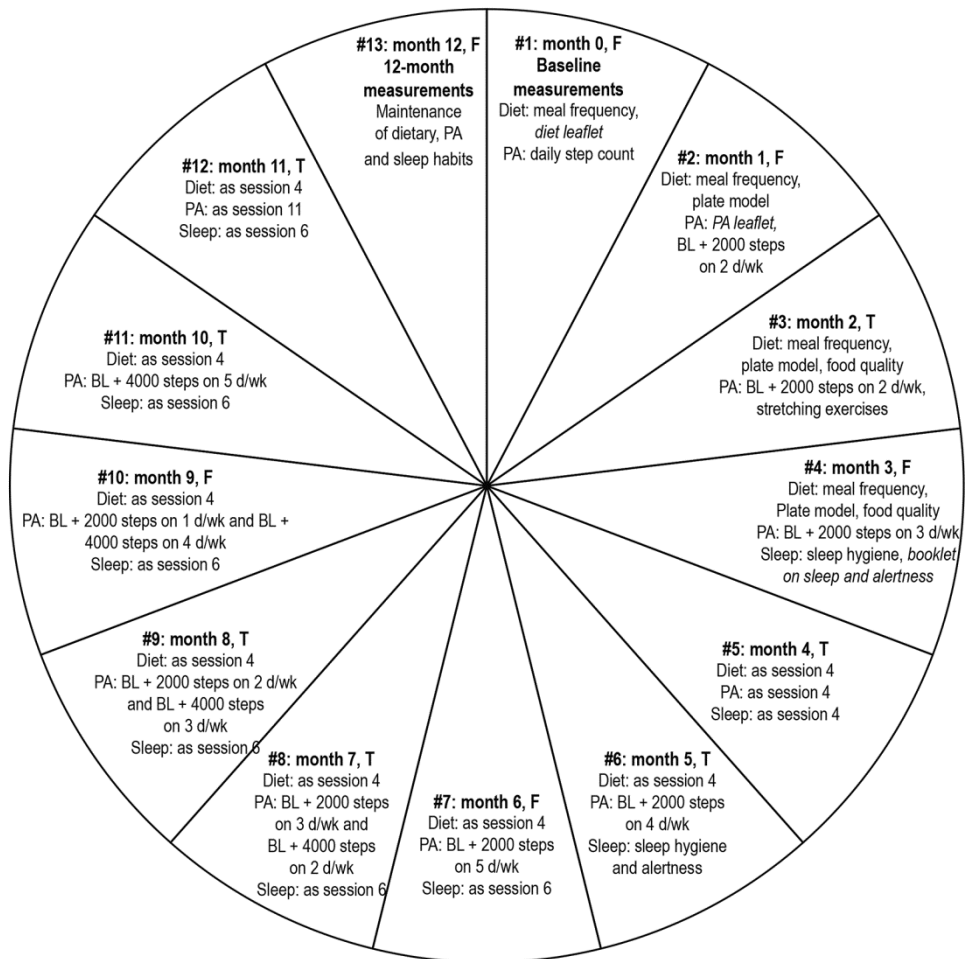 #1: month 0, F
Baseline
measurements
Diet: meal frequency,
diet leaflet
PA: daily step count
#2: month 1, F
Diet: meal frequency,
plate model
PA: PA leaflet,
BL + 2000 steps
on 2 d/wk
#3: month 2, T
Diet: meal frequency,
plate model, food quality
PA: BL + 2000 steps on 2 d/wk,
stretching exercises
#4: month 3, F
Diet: meal frequency,
Plate model, food quality
PA: BL + 2000 steps on 3 d/wk
Sleep: sleep hygiene, booklet
on sleep and alertness
#5: month 4, T
Diet: as session 4
PA: as session 4
Sleep: as session 4
#6: month 5, T
Diet: as session 4
PA: BL + 2000 steps
on 4 d/wk
Sleep: sleep hygiene
and alertness
#7: month 6, F
Diet: as session 4
PA: BL + 2000 steps
on 5 d/wk
Sleep: as session 6
#8: month 7, T
Diet: as session 4
PA: BL + 2000 steps
on 3 d/wk and
BL + 4000 steps
on 2 d/wk
Sleep: as session 6
#9: month 8, T
Diet: as session 4
PA: BL + 2000 steps on 2 d/wk
and BL + 4000 steps
on 3 d/wk
Sleep: as session 6
#10: month 9, F
Diet: as session 4
PA: BL + 2000 steps on 1 d/wk and BL +
4000 steps on 4 d/wk
Sleep: as session 6
#11: month 10, T
Diet: as session 4
PA: BL + 4000 steps on 5 d/wk
Sleep: as session 6
#12: month 11, T
Diet: as session 4
PA: as session 11
Sleep: as session 6
#13: month 12, F
12-month
measurements
Maintenance
of dietary, PA
and sleep habits